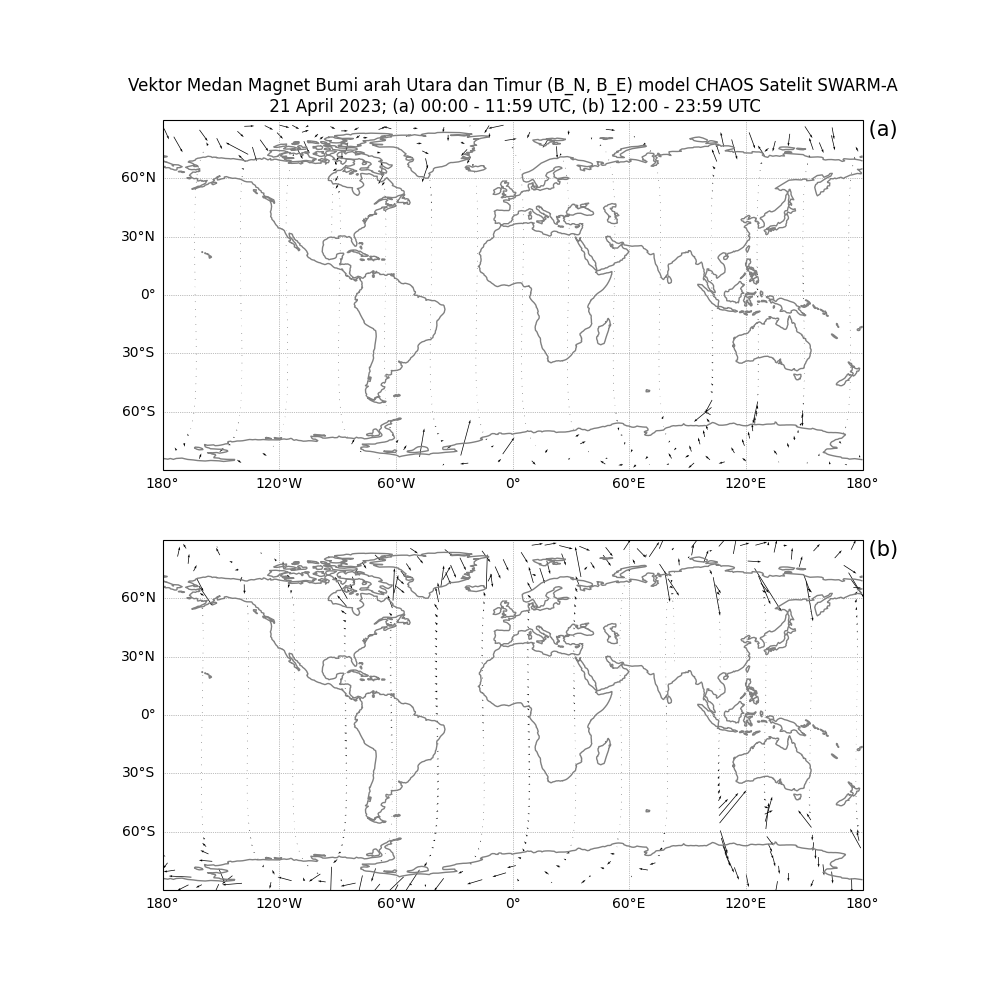 Vektor Medan Magnet Bumi arah Utara dan Timur (B_N, B_E) model CHAOS Satelit SWARM-A
21 April 2023; (a) 00:00 - 11:59 UTC, (b) 12:00 - 23:59 UTC
(a)
60°N
30°N
0°
30°S
60°S
180° 120°W 60°W 0° 60°E 120°E 180°
(b)
60°N
30°N
0°
30°S
60°S
180° 120°W 60°W 0° 60°E 120°E 180°